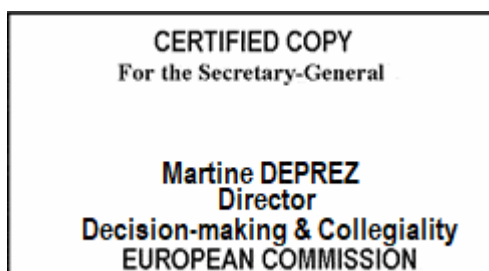 CERTIFIED COPY
For the Secretary-General
Martine DEPREZ
Director
Decision-making & Collegiality
EUROPEAN COMMISSION